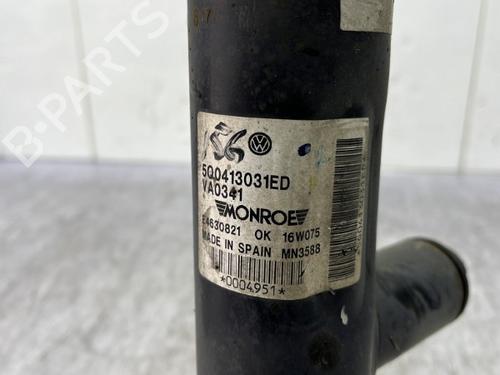 B-PARTS
5Q0413031ED
VA0341
MONROE
E4630821 OK 16W075
MADE IN SPAIN MN3588
*0004951*